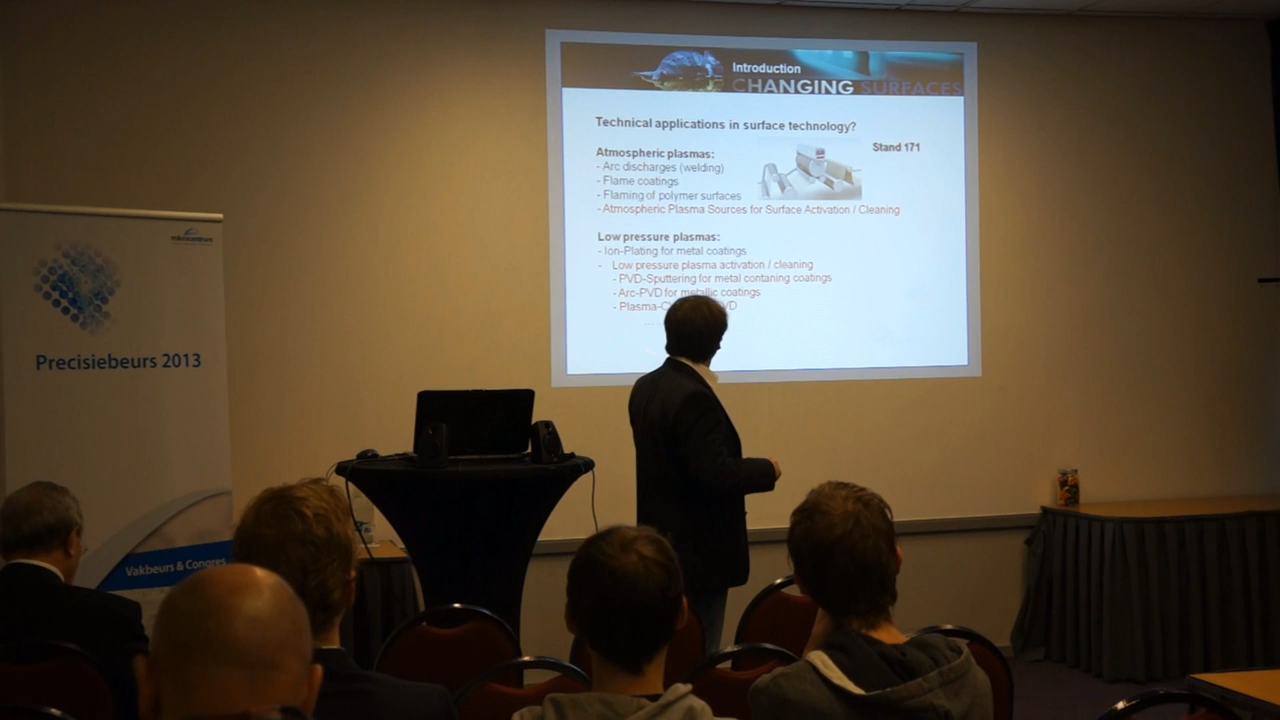 Introduction
CHANGING SURFACES
Technical applications in surface technology?
Stand 171
Atmospheric plasmas:
- Arc discharges (welding)
- Flame coatings
- Flaming of polymer surfaces
- Atmospheric Plasma Sources for Surface Activation / Cleaning
Low pressure plasmas:
- Ion-Plating for metal coatings
- Low pressure plasma activation / cleaning
- PVD-Sputtering for metal contaning coatings
- Arc-PVD for metallic coatings
- Plasma-
mikrocentrum
Precisiebeurs 2013
Vakbeurs & Congres